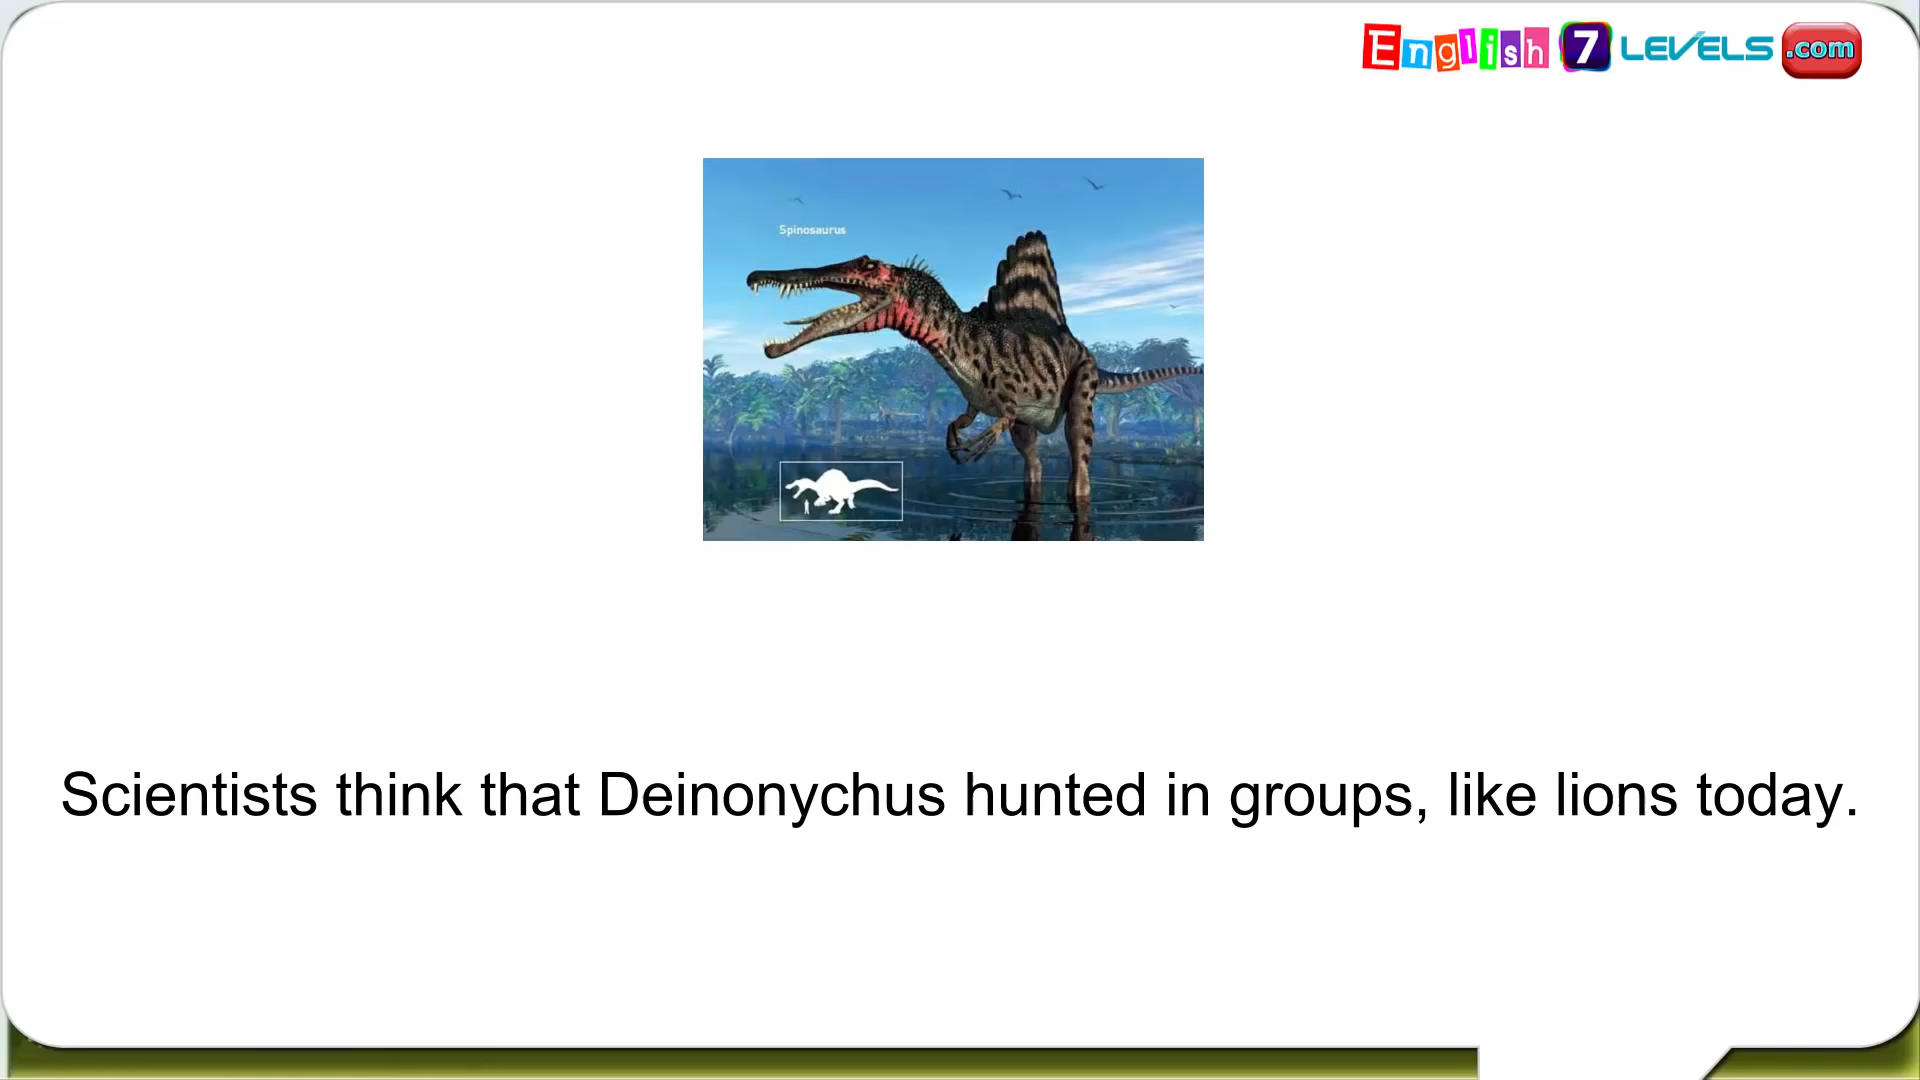 English 7 LEVELS .com
Spinosaurus
Scientists think that Deinonychus hunted in groups, like lions today.